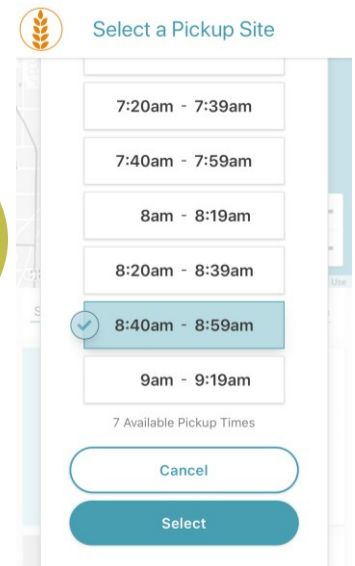 Select a Pickup Site
7:20am - 7:39am
7:40am - 7:59am
8am - 8:19am
8:20am - 8:39am
Use
8:40am - 8:59am
9am - 9:19am
7 Available Pickup Times
Cancel
Select